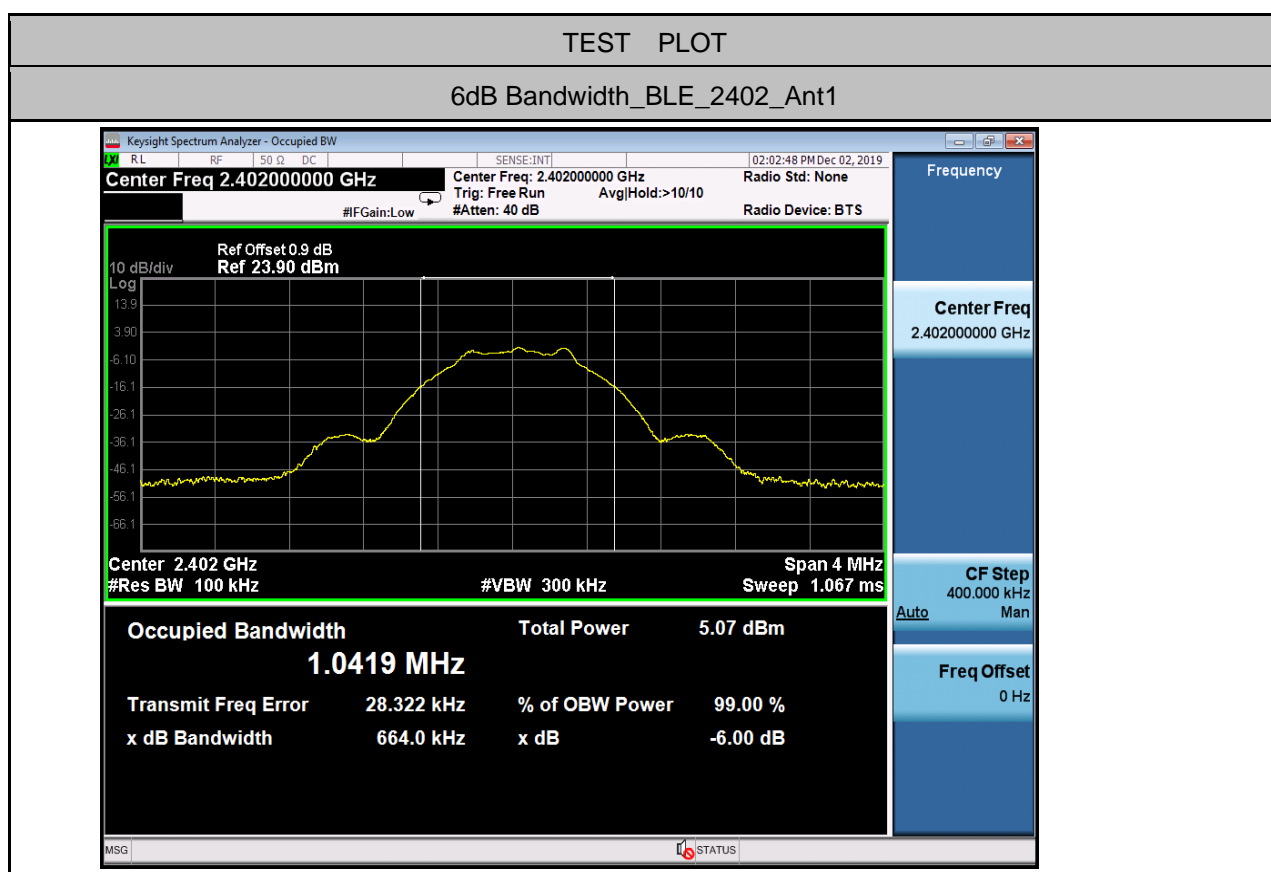 TEST PLOT
6dB Bandwidth_BLE_2402_Ant1
Keysight Spectrum Analyzer - Occupied BW
LXI RL RF 50 Ω DC SENSE:INT 02:02:48 PM Dec 02, 2019
Center Freq 2.402000000 GHz
Center Freq: 2.402000000 GHz Radio Std: None
Trig: Free Run Avg|Hold:>10/10
#IFGain:Low #Atten: 40 dB Radio Device: BTS
Ref Offset 0.9 dB
10 dB/div Ref 23.90 dBm
Log
13.9
3.90
-6.10
-16.1
-26.1
-36.1
-46.1
-56.1
-66.1
Center 2.402 GHz Span 4 MHz
#Res BW 100 kHz #VBW 300 kHz Sweep 1.067 ms
Occupied Bandwidth Total Power 5.07 dBm
1.0419 MHz
Transmit Freq Error 28.322 kHz % of OBW Power 99.00 %
x dB Bandwidth 664.0 kHz x dB -6.00 dB
Frequency
Center Freq
2.402000000 GHz
CF Step
400.000 kHz
Auto Man
Freq Offset
0 Hz
MSG STATUS